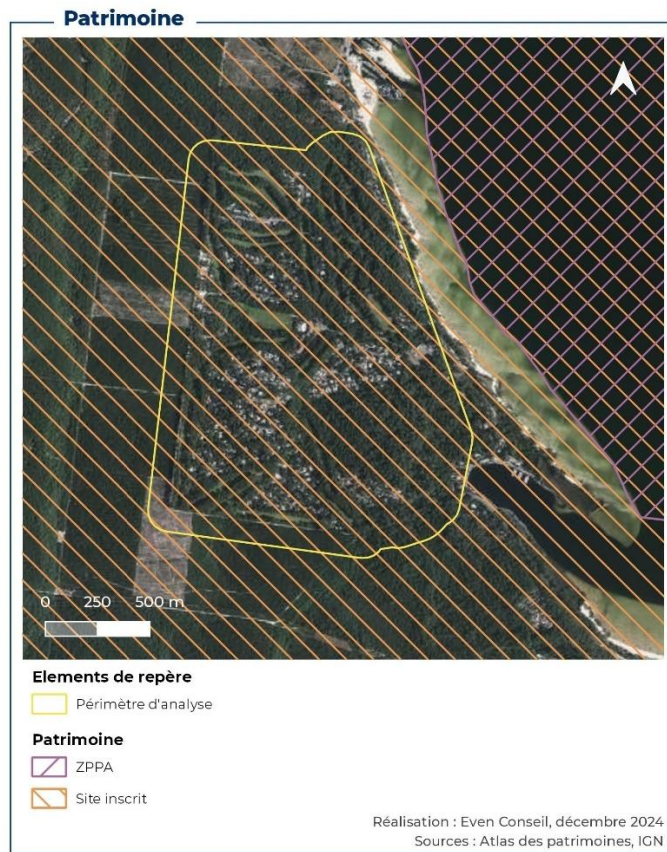 Patrimoine
0 250 500 m
Elements de repère
Périmètre d'analyse
Patrimoine
ZPPA
Site inscrit
Réalisation : Even Conseil, décembre 2024
Sources : Atlas des patrimoines, IGN